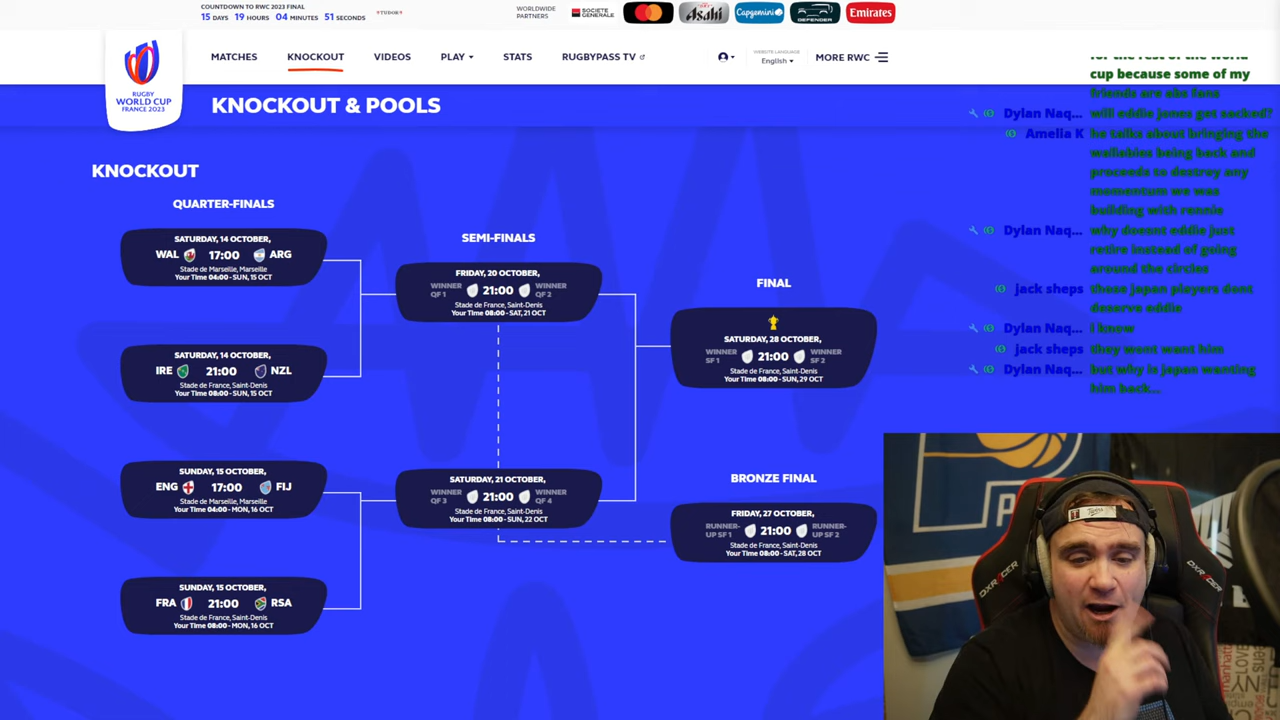 COUNTDOWN TO RWC 2023 FINAL
15 DAYS 19 HOURS 04 MINUTES 51 SECONDS
TUDOR
WORLDWIDE
PARTNERS
SOCIETE
GENERALE
Asahi
Capgemini
DEFENDER
Emirates
RUGBY
WORLD CUP
FRANCE 2023
MATCHES KNOCKOUT VIDEOS PLAY STATS RUGBYPASS TV
WEBSITE LANGUAGE
English
MORE RWC
KNOCKOUT & POOLS
KNOCKOUT
QUARTER-FINALS
SATURDAY, 14 OCTOBER,
WAL 17:00 ARG
Stade de Marseille, Marseille
Your Time 04:00 - SUN, 15 OCT
SATURDAY, 14 OCTOBER,
IRE 21:00 NZL
Stade de France, Saint-Denis
Your Time 08:00 - SUN, 15 OCT
SUNDAY, 15 OCTOBER,
ENG 17:00 FIJ
Stade de Marseille, Marseille
Your Time 04:00 - MON, 16 OCT
SUNDAY, 15 OCTOBER,
FRA 21:00 RSA
Stade de France, Saint-Denis
Your Time 08:00 - MON, 16 OCT
SEMI-FINALS
FRIDAY, 20 OCTOBER,
WINNER QF 1 21:00 WINNER QF 2
Stade de France, Saint-Denis
Your Time 08:00 - SAT, 21 OCT
SATURDAY, 21 OCTOBER,
WINNER QF 3 21:00 WINNER QF 4
Stade de France, Saint-Denis
Your Time 08:00 - SUN, 22 OCT
FINAL
SATURDAY, 28 OCTOBER,
WINNER SF 1 21:00 WINNER SF 2
Stade de France, Saint-Denis
Your Time 08:00 - SUN, 29 OCT
BRONZE FINAL
FRIDAY, 27 OCTOBER,
RUNNER-UP SF 1 21:00 RUNNER-UP SF 2
Stade de France, Saint-Denis
Your Time 08:00 - SAT, 28 OCT
for the rest of the world
cup because some of my
friends are abs fans
Dylan Naq... will eddie jones get sacked?
Amelia K he talks about bringing the
wallabies being back and
proceeds to destroy any
momentum we was
building with rennie
Dylan Naq... why doesnt eddie just
retire instead of going
around the circles
jack sheps those japan players dont
deserve eddie
Dylan Naq... I know
jack sheps they wont want him
Dylan Naq... but why is japan wanting
him back...
DXRACER
DXRACER